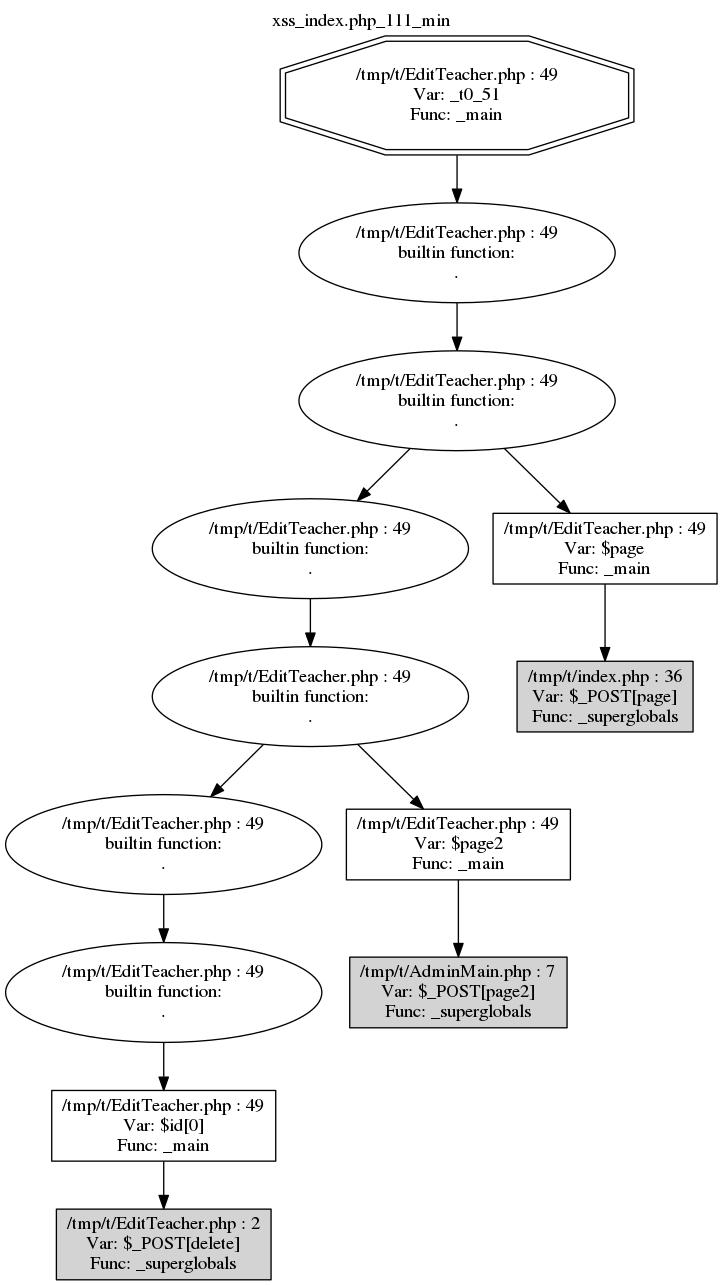 xss_index.php_111_min
/tmp/t/EditTeacher.php : 49
Var: _t0_51
Func: _main
/tmp/t/EditTeacher.php : 49
builtin function:
.
/tmp/t/EditTeacher.php : 49
builtin function:
.
/tmp/t/EditTeacher.php : 49
builtin function:
.
/tmp/t/EditTeacher.php : 49
Var: $page
Func: _main
/tmp/t/EditTeacher.php : 49
builtin function:
.
/tmp/t/index.php : 36
Var: $_POST[page]
Func: _superglobals
/tmp/t/EditTeacher.php : 49
builtin function:
.
/tmp/t/EditTeacher.php : 49
Var: $page2
Func: _main
/tmp/t/EditTeacher.php : 49
builtin function:
.
/tmp/t/AdminMain.php : 7
Var: $_POST[page2]
Func: _superglobals
/tmp/t/EditTeacher.php : 49
Var: $id[0]
Func: _main
/tmp/t/EditTeacher.php : 2
Var: $_POST[delete]
Func: _superglobals